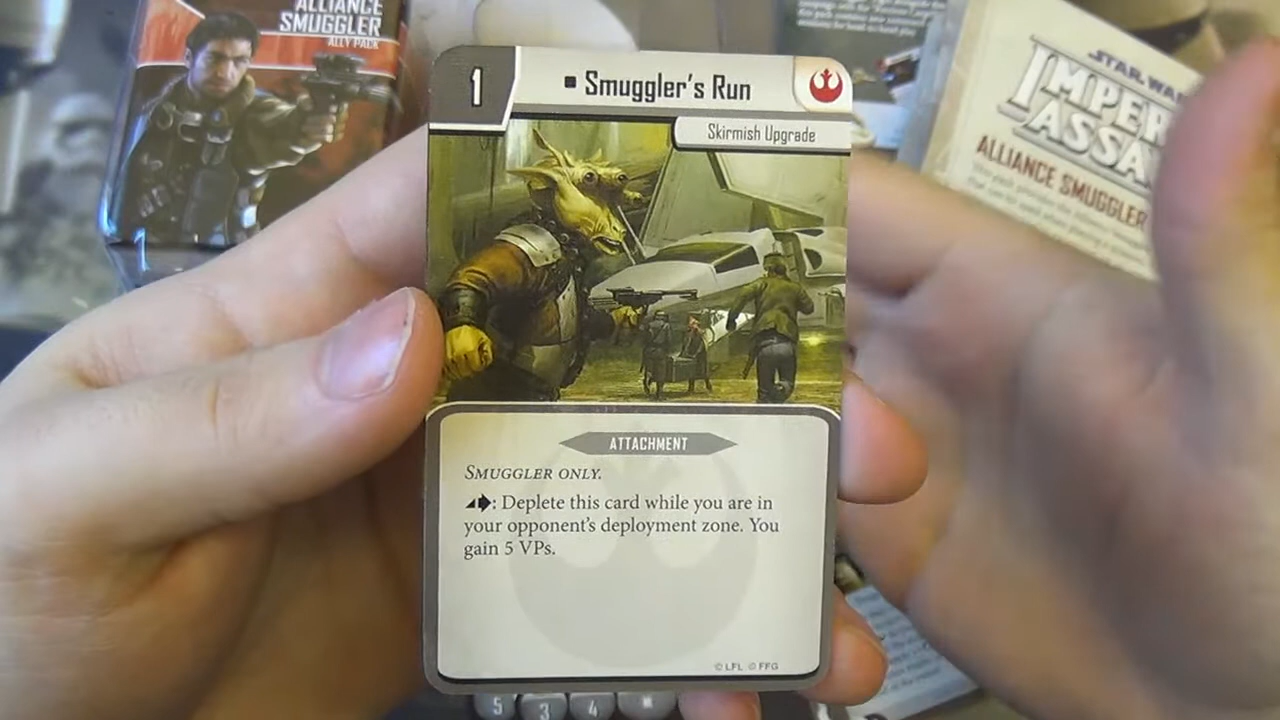 ALLIANCE
SMUGGLER
ALLY PACK
1
▪ Smuggler's Run
Skirmish Upgrade
STAR WAR
IMPER
ASSA
ALLIANCE SMUGGLER
ATTACHMENT
SMUGGLER ONLY.
: Deplete this card while you are in
your opponent's deployment zone. You
gain 5 VPs.
© LFL © FFG
5 3 4